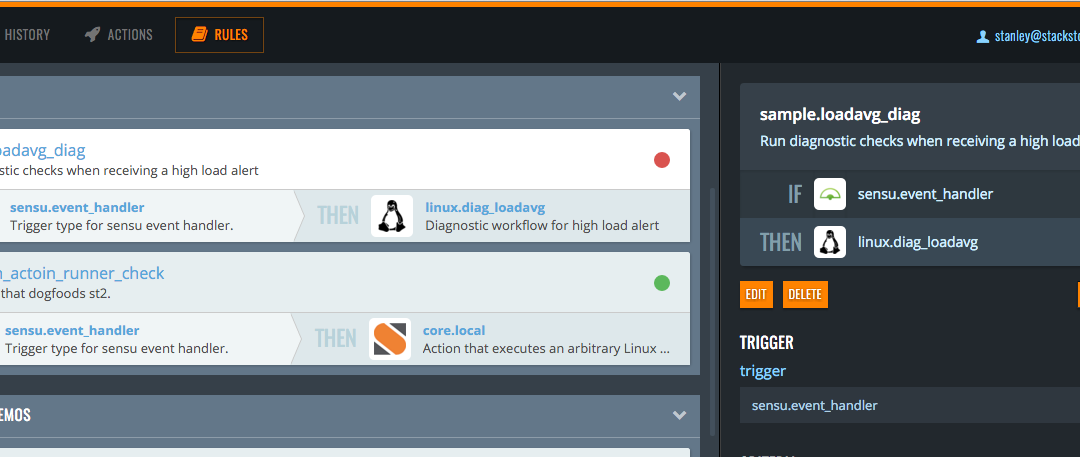 HISTORY
ACTIONS
RULES
stanley@stacksto
oadavg_diag
stic checks when receiving a high load alert
sensu.event_handler
Trigger type for sensu event handler.
THEN
linux.diag_loadavg
Diagnostic workflow for high load alert
n_actoin_runner_check
that dogfoods st2.
sensu.event_handler
Trigger type for sensu event handler.
THEN
core.local
Action that executes an arbitrary Linux ...
EMOS
sample.loadavg_diag
Run diagnostic checks when receiving a high load
IF
sensu.event_handler
THEN
linux.diag_loadavg
EDIT
DELETE
TRIGGER
trigger
sensu.event_handler